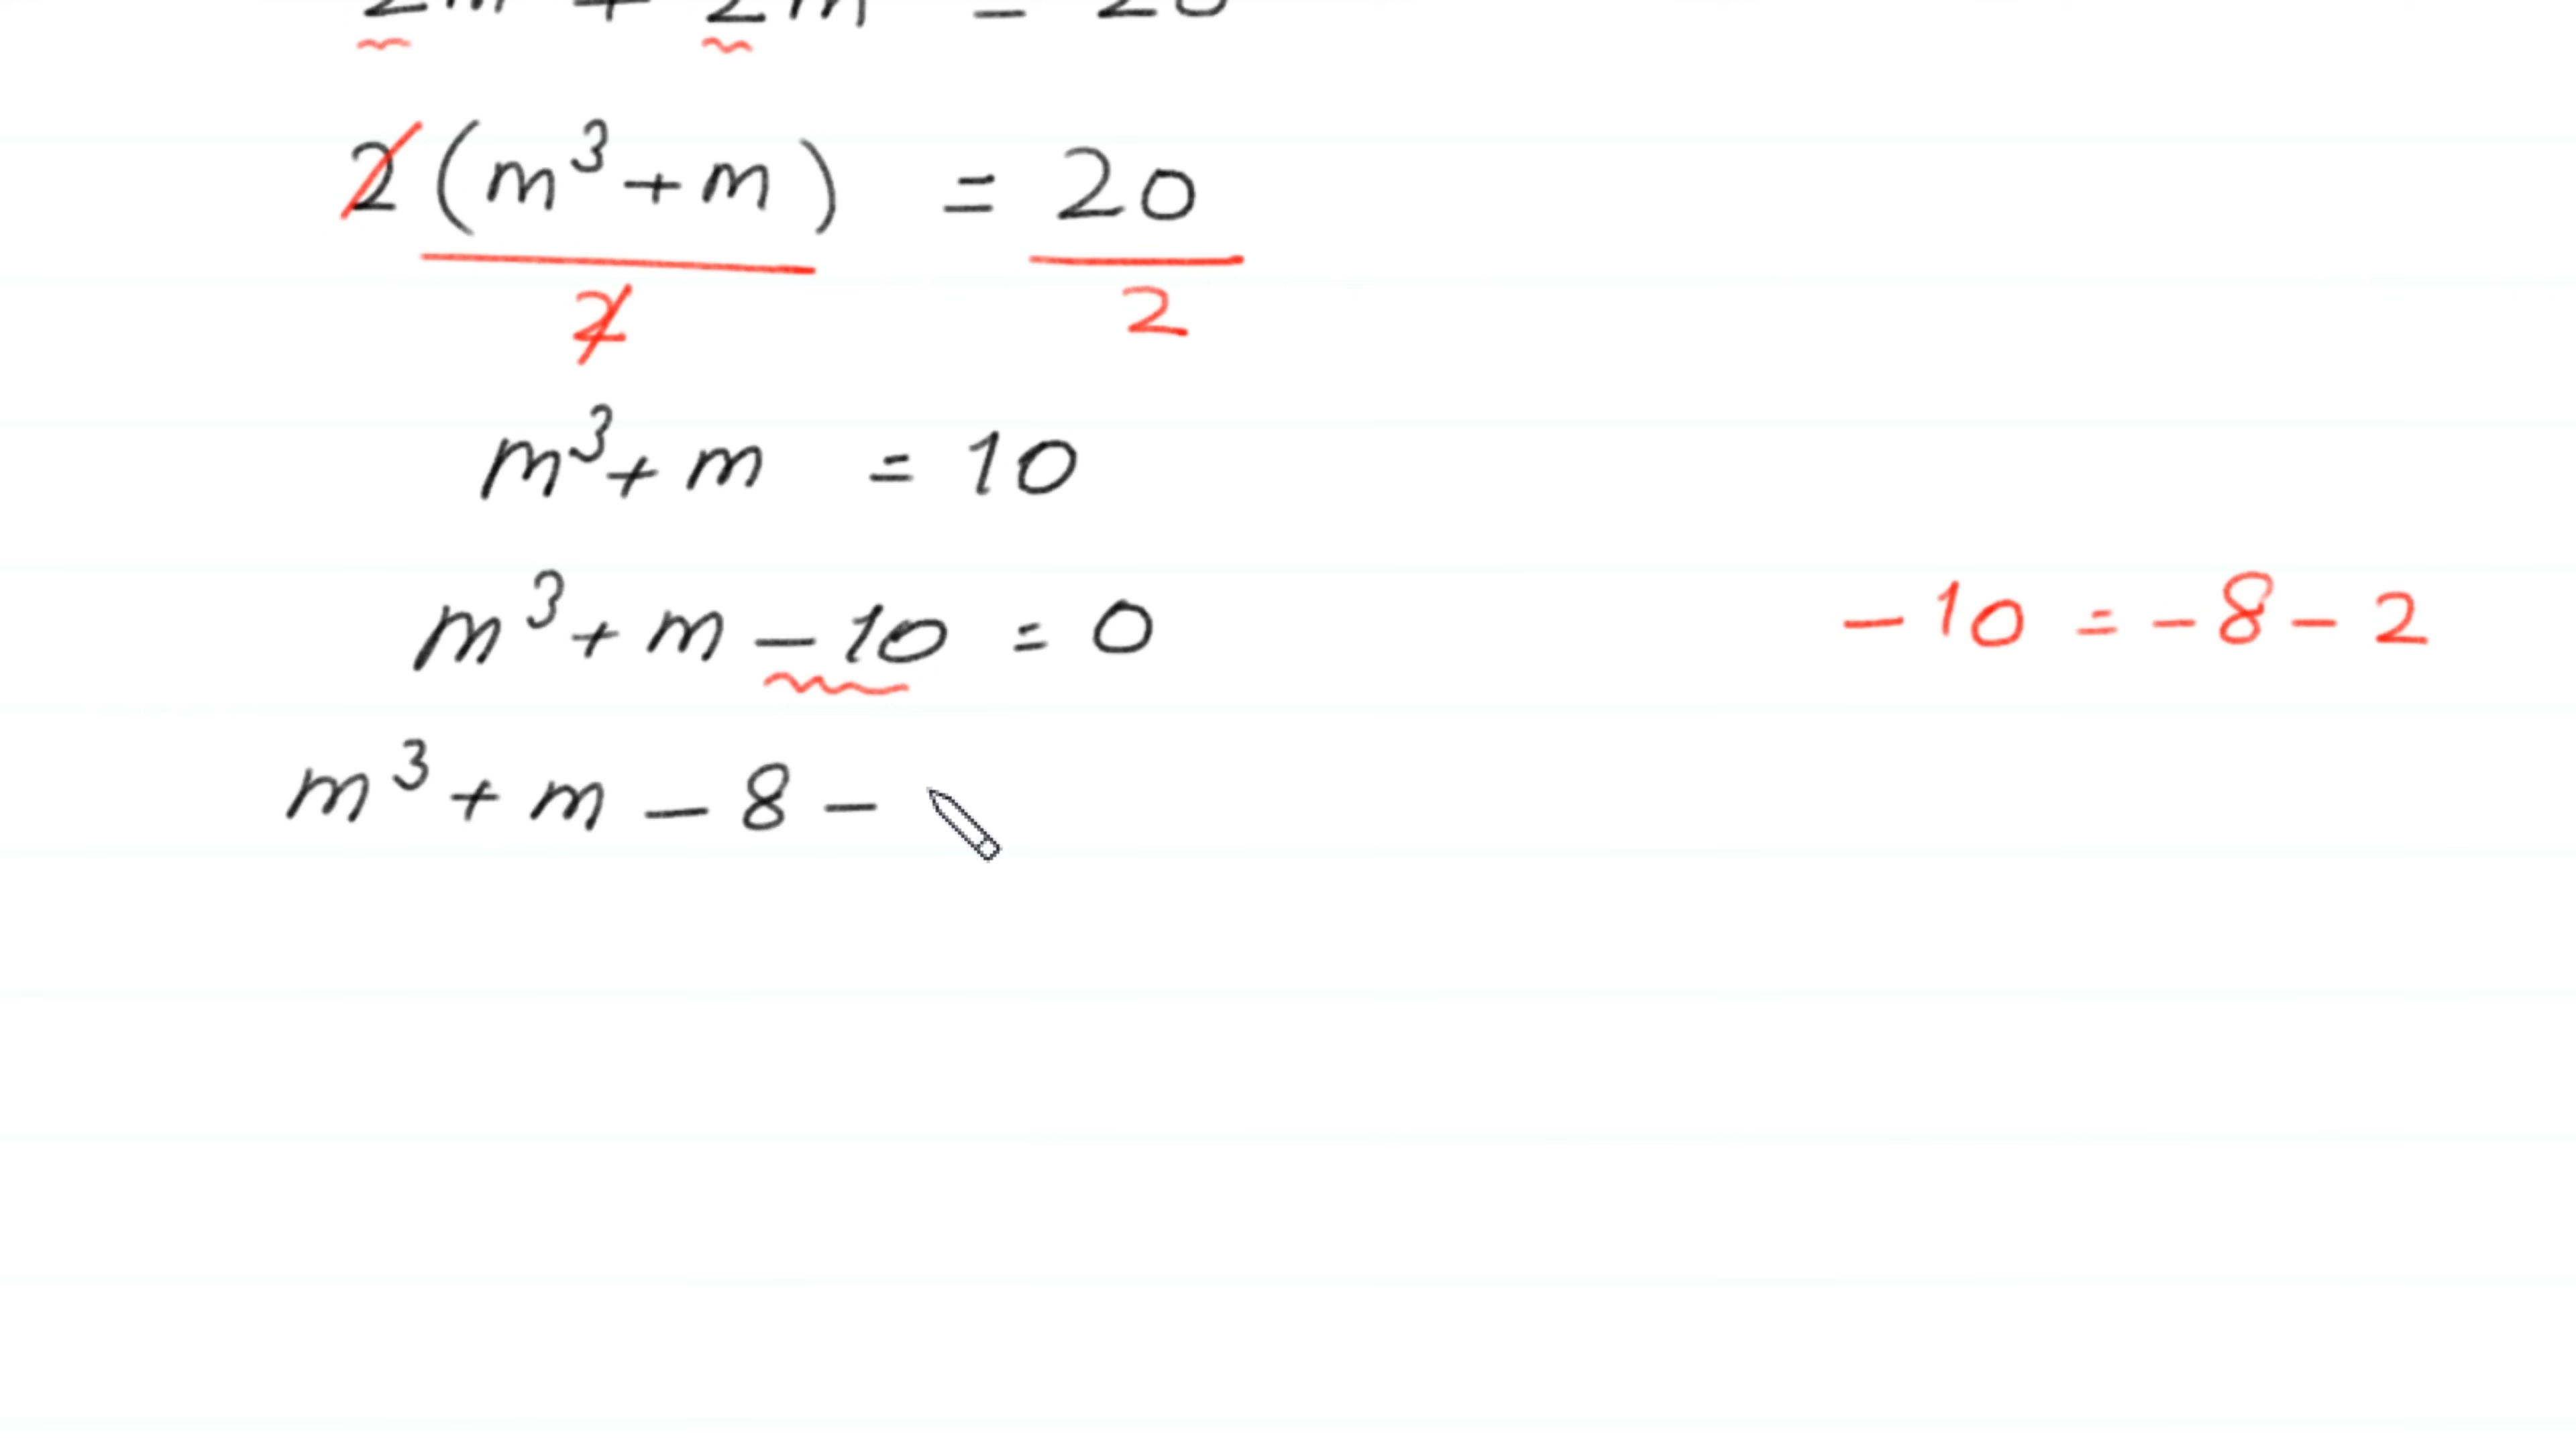 2(m³+m) = 20
2 2
m³+m = 10
m³+m-10 = 0
-10 = -8-2
m³+m-8-